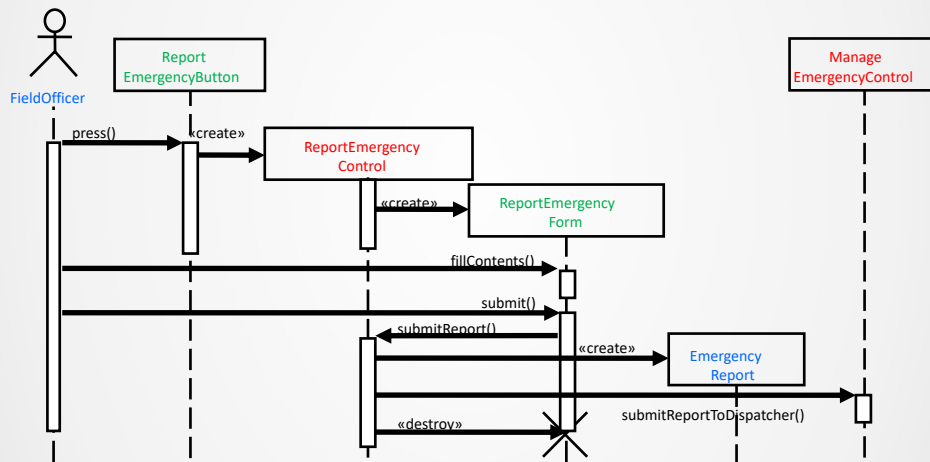 Report
EmergencyButton
Manage
EmergencyControl
FieldOfficer
press()
«create»
ReportEmergency
Control
«create»
ReportEmergency
Form
fillContents()
submit()
submitReport()
«create»
Emergency
Report
submitReportToDispatcher()
«destroy»